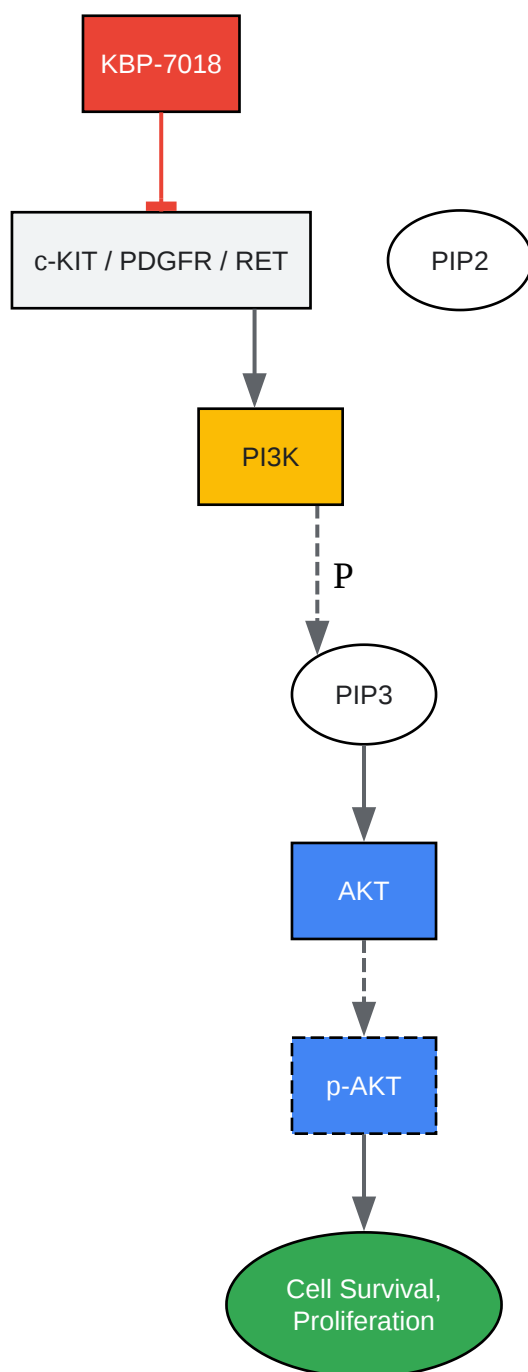 KBP-7018
c-KIT / PDGFR / RET
PIP2
PI3K
P
PIP3
AKT
p-AKT
Cell Survival,
Proliferation